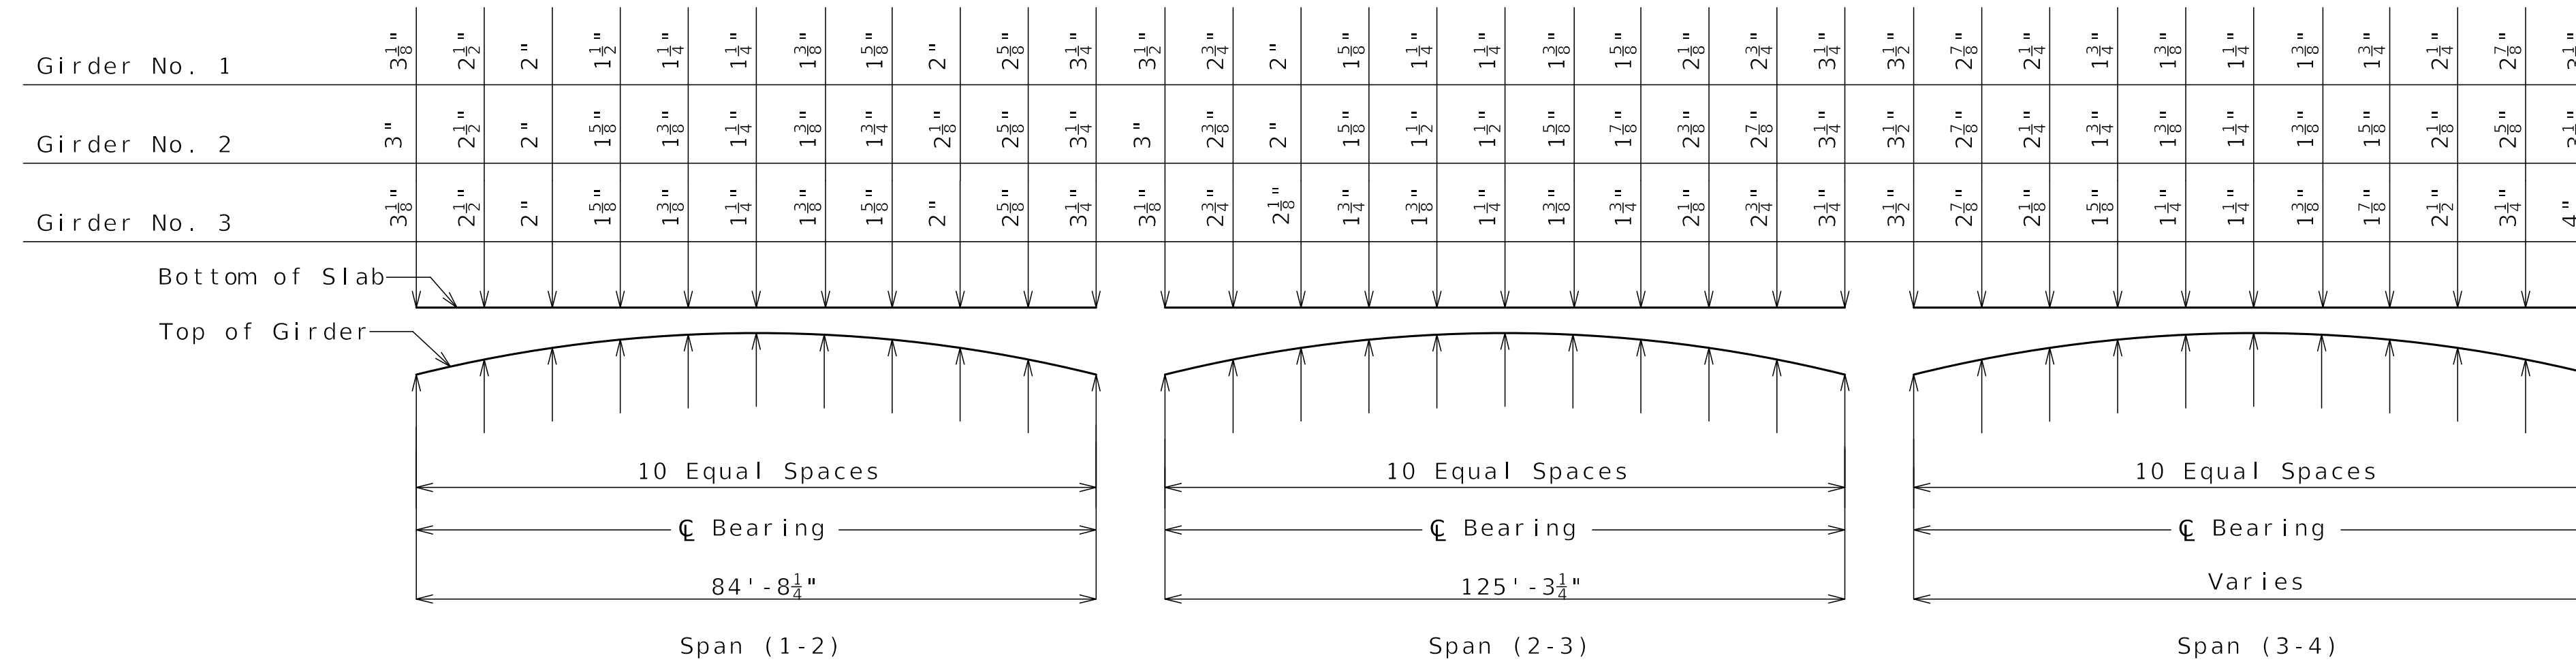 Girder No. 1 3 1/8" 2 1/2" 2" 1 1/2" 1 1/4" 1 1/4" 1 3/8" 1 5/8" 2" 2 5/8" 3 1/4" 3 1/2" 2 3/4" 2" 1 5/8" 1 1/4" 1 1/4" 1 3/8" 1 5/8" 2 1/8" 2 3/4" 3 1/4" 3 1/2" 2 7/8" 2 1/4" 1 3/4" 1 3/8" 1 1/4" 1 3/8" 1 3/4" 2 1/4" 2 7/8"
Girder No. 2 3" 2 1/2" 2" 1 5/8" 1 3/8" 1 1/4" 1 3/8" 1 3/4" 2 1/8" 2 5/8" 3 1/4" 3" 2 3/8" 2" 1 5/8" 1 1/2" 1 1/2" 1 5/8" 1 7/8" 2 3/8" 2 7/8" 3 1/4" 3 1/2" 2 7/8" 2 1/4" 1 3/4" 1 3/8" 1 1/4" 1 3/8" 1 5/8" 2 1/8" 2 5/8"
Girder No. 3 3 1/8" 2 1/2" 2" 1 5/8" 1 3/8" 1 1/4" 1 3/8" 1 5/8" 2" 2 5/8" 3 1/4" 3 1/8" 2 3/4" 2 1/8" 1 3/4" 1 3/8" 1 1/4" 1 3/8" 1 3/4" 2 1/8" 2 3/4" 3 1/4" 3 1/2" 2 7/8" 2 1/8" 1 5/8" 1 1/4" 1 1/4" 1 3/8" 1 7/8" 2 1/2" 3 1/4" 4"
Bottom of Slab
Top of Girder
10 Equal Spaces 10 Equal Spaces 10 Equal Spaces
℄ Bearing ℄ Bearing ℄ Bearing
84'-8 1/4" 125'-3 1/4" Varies
Span (1-2) Span (2-3) Span (3-4)